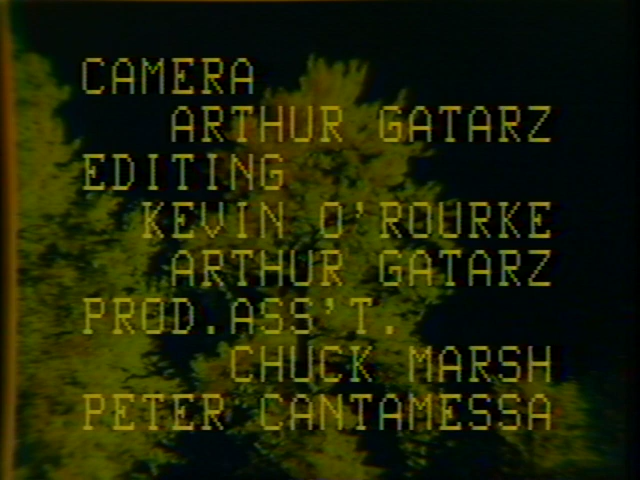 CAMERA
ARTHUR GATARZ
EDITING
KEVIN O'ROURKE
ARTHUR GATARZ
PROD.ASS'T.
CHUCK MARSH
PETER CANTAMESSA